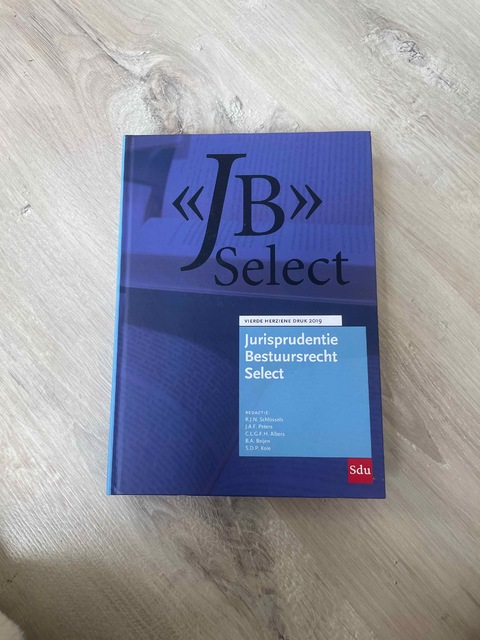 «JB»
Select
VIERDE HERZIENE DRUK 2019
Jurisprudentie
Bestuursrecht
Select
REDACTIE:
R.J.N. Schlössels
J.A.F. Peters
C.L.G.F.H. Albers
B.A. Beijen
S.D.P. Kole
Sdu